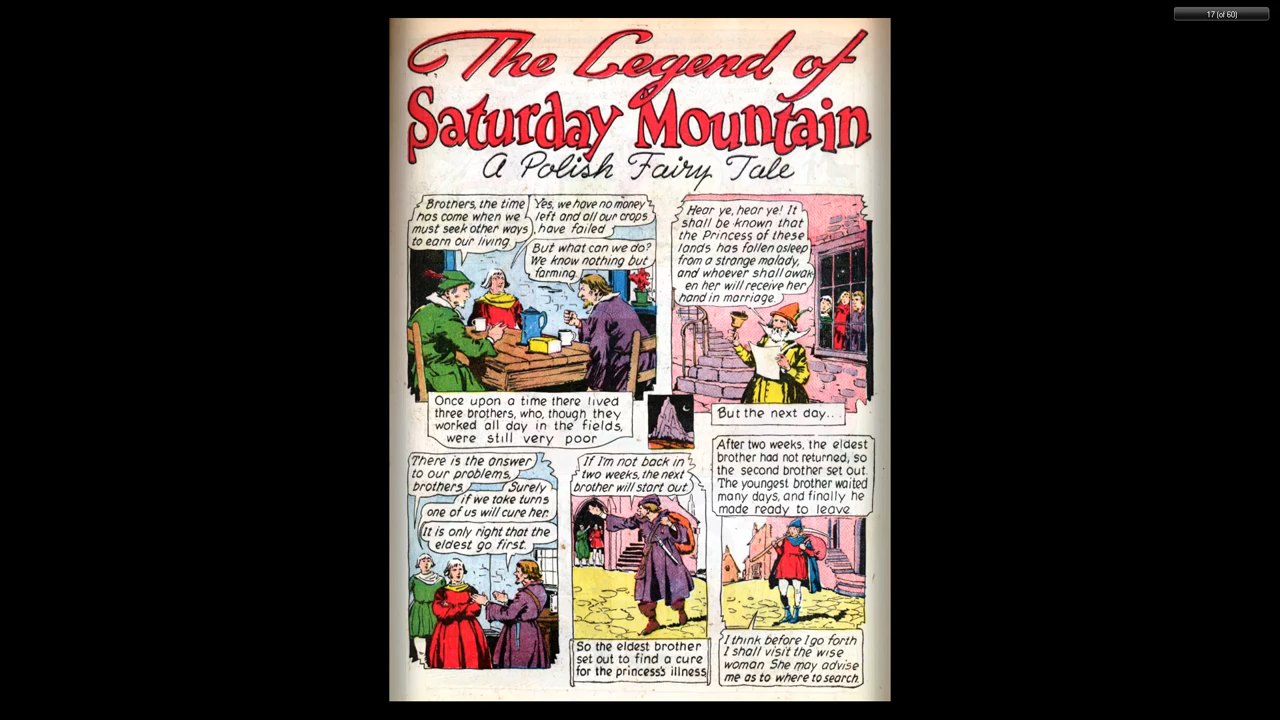 17 (of 60)
The Legend of
Saturday Mountain
A Polish Fairy Tale
Brothers, the time
has come when we
must seek other ways
to earn our living
Yes, we have no money
left and all our crops
have failed
But what can we do?
We know nothing but
farming.
Once upon a time there lived
three brothers, who, though they
worked all day in the fields,
were still very poor
Hear ye, hear ye! It
shall be known that
the Princess of these
lands has fallen asleep
from a strange malady,
and whoever shall awak
en her will receive her
hand in marriage.
But the next day...
There is the answer
to our problems,
brothers.
Surely
if we take turns
one of us will cure her.
It is only right that the
eldest go first.
If I'm not back in
two weeks, the next
brother will start out
So the eldest brother
set out to find a cure
for the princess's illness
After two weeks, the eldest
brother had not returned, so
the second brother set out.
The youngest brother waited
many days, and finally he
made ready to leave
I think before I go forth
I shall visit the wise
woman She may advise
me as to where to search.